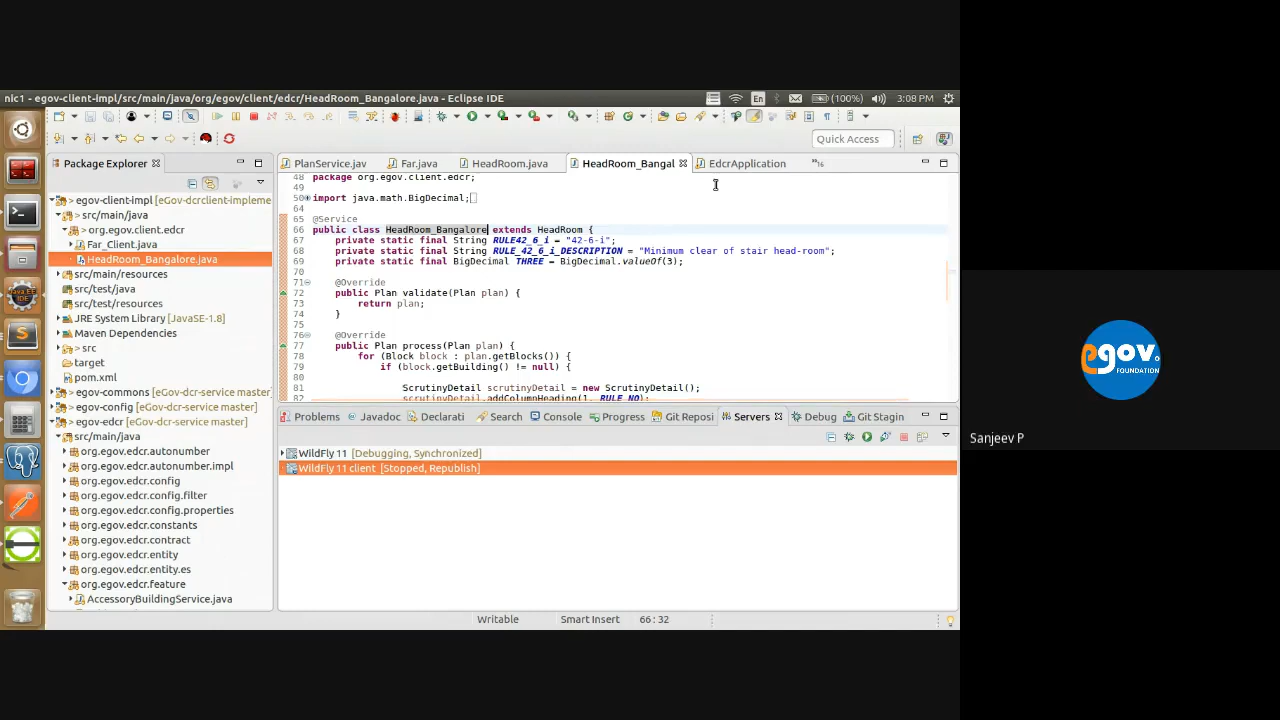 nic1 - egov-client-impl/src/main/java/org/egov/client/edcr/HeadRoom_Bangalore.java - Eclipse IDE
En
(100%)
3:08 PM
Quick Access
Package Explorer
> egov-client-impl [eGov-dcrclient-impleme
> src/main/java
> org.egov.client.edcr
Far_Client.java
HeadRoom_Bangalore.java
src/main/resources
src/test/java
src/test/resources
JRE System Library [JavaSE-1.8]
Maven Dependencies
> src
target
pom.xml
> egov-commons [eGov-dcr-service master]
> egov-config [eGov-dcr-service master]
> egov-edcr [eGov-dcr-service master]
src/main/java
org.egov.edcr.autonumber
org.egov.edcr.autonumber.impl
org.egov.edcr.config
org.egov.edcr.config.filter
org.egov.edcr.config.properties
org.egov.edcr.constants
org.egov.edcr.contract
org.egov.edcr.entity
org.egov.edcr.entity.es
org.egov.edcr.feature
AccessoryBuildingService.java
PlanService.jav
Far.java
HeadRoom.java
HeadRoom_Bangal
EdcrApplication
»16
48 package org.egov.client.edcr;
49
50 import java.math.BigDecimal;
64
65 @Service
66 public class HeadRoom_Bangalore extends HeadRoom {
67 private static final String RULE42_6_i = "42-6-i";
68 private static final String RULE_42_6_i_DESCRIPTION = "Minimum clear of stair head-room";
69 private static final BigDecimal THREE = BigDecimal.valueOf(3);
70
71 @Override
72 public Plan validate(Plan plan) {
73 return plan;
74 }
75
76 @Override
77 public Plan process(Plan plan) {
78 for (Block block : plan.getBlocks()) {
79 if (block.getBuilding() != null) {
80
81 ScrutinyDetail scrutinyDetail = new ScrutinyDetail();
82 scrutinyDetail.addColumnHeading(1, RULE_NO);
Problems
Javadoc
Declarati
Search
Console
Progress
Git Reposi
Servers
Debug
Git Stagin
WildFly 11 [Debugging, Synchronized]
WildFly 11 client [Stopped, Republish]
Writable
Smart Insert
66 : 32
egov.
FOUNDATION
Sanjeev P